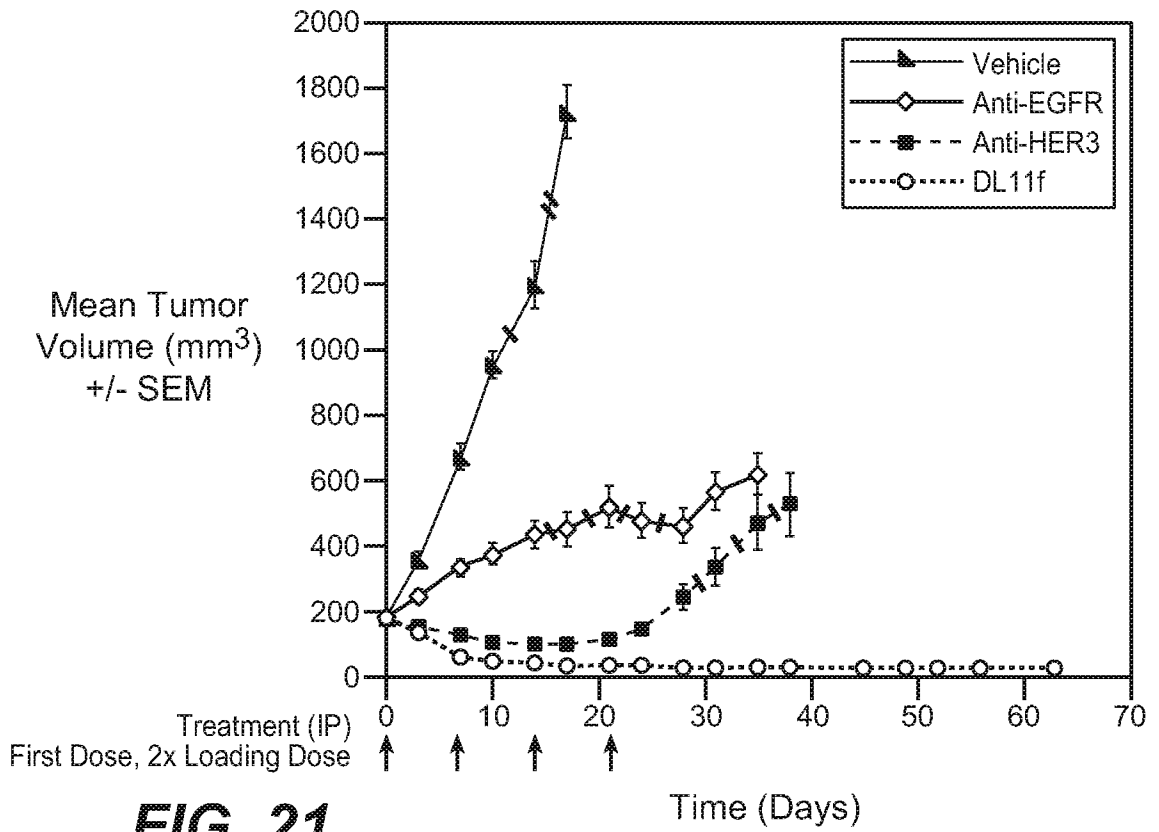 2000
1800
1600
1400
1200
1000
800
600
400
200
0
Mean Tumor
Volume (mm3)
+/- SEM
Vehicle
Anti-EGFR
Anti-HER3
DL11f
0 10 20 30 40 50 60 70
Treatment (IP)
First Dose, 2x Loading Dose
Time (Days)
FIG. 21